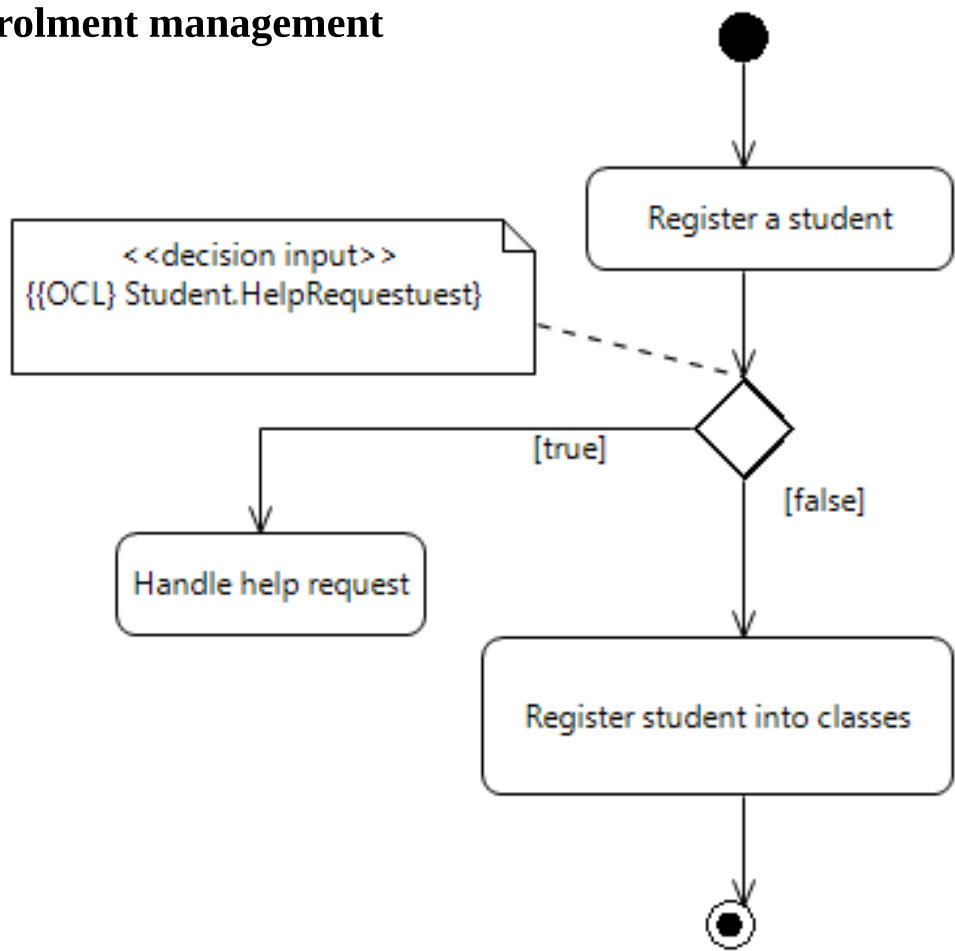 rolment management
Register a student
<<decision input>>
{{OCL} Student.HelpRequestuest}
[true]
[false]
Handle help request
Register student into classes